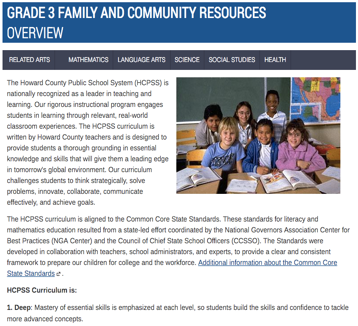 GRADE 3 FAMILY AND COMMUNITY RESOURCES
OVERVIEW
RELATED ARTS MATHEMATICS LANGUAGE ARTS SCIENCE SOCIAL STUDIES HEALTH
The Howard County Public School System (HCPSS) is
nationally recognized as a leader in teaching and
learning. Our rigorous instructional program engages
students in learning through relevant, real-world
classroom experiences. The HCPSS curriculum is
written by Howard County teachers and is designed to
provide students a thorough grounding in essential
knowledge and skills that will give them a leading edge
in tomorrow's global environment. Our curriculum
challenges students to think strategically, solve
problems, innovate, collaborate, communicate
effectively, and achieve goals.
The HCPSS curriculum is aligned to the Common Core State Standards. These standards for literacy and
mathematics education resulted from a state-led effort coordinated by the National Governors Association Center for
Best Practices (NGA Center) and the Council of Chief State School Officers (CCSSO). The Standards were
developed in collaboration with teachers, school administrators, and experts, to provide a clear and consistent
framework to prepare our children for college and the workforce. Additional information about the Common Core
State Standards.
HCPSS Curriculum is:
1. Deep: Mastery of essential skills is emphasized at each level, so students build the skills and confidence to tackle
more advanced concepts.